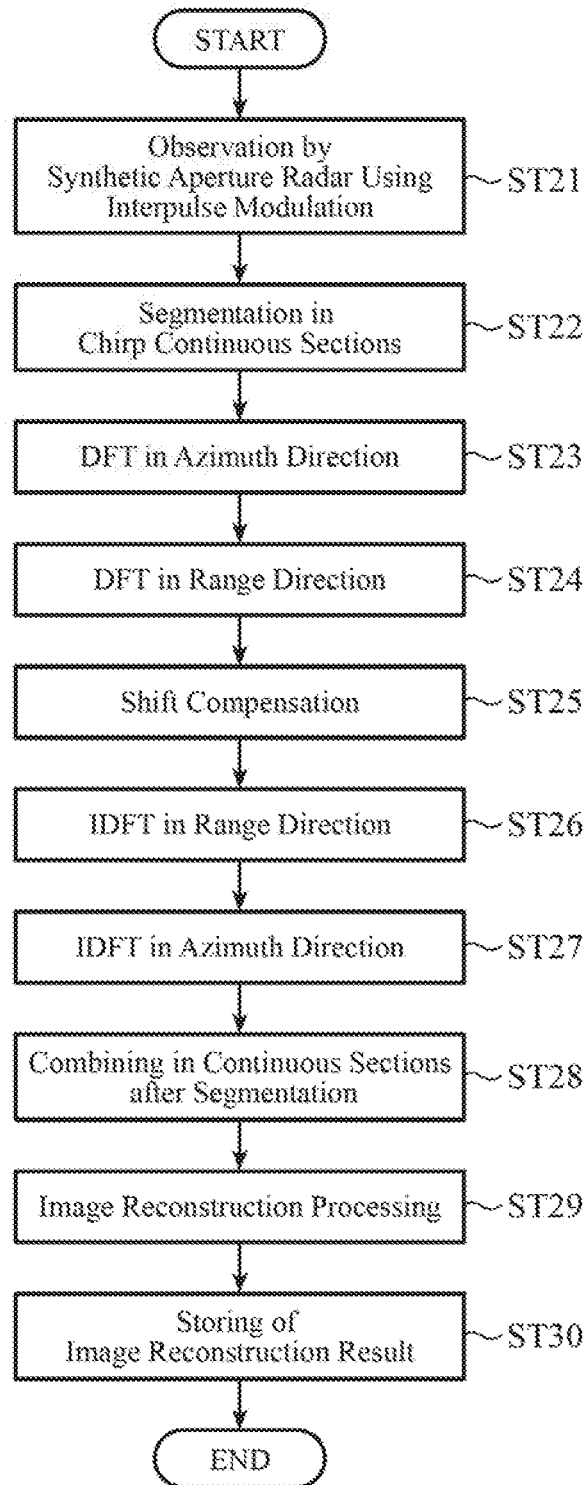 START
Observation by
Synthetic Aperture Radar Using
Interpulse Modulation
ST21
Segmentation in
Chirp Continuous Sections
ST22
DFT in Azimuth Direction
ST23
DFT in Range Direction
ST24
Shift Compensation
ST25
IDFT in Range Direction
ST26
IDFT in Azimuth Direction
ST27
Combining in Continuous Sections
after Segmentation
ST28
Image Reconstruction Processing
ST29
Storing of
Image Reconstruction Result
ST30
END